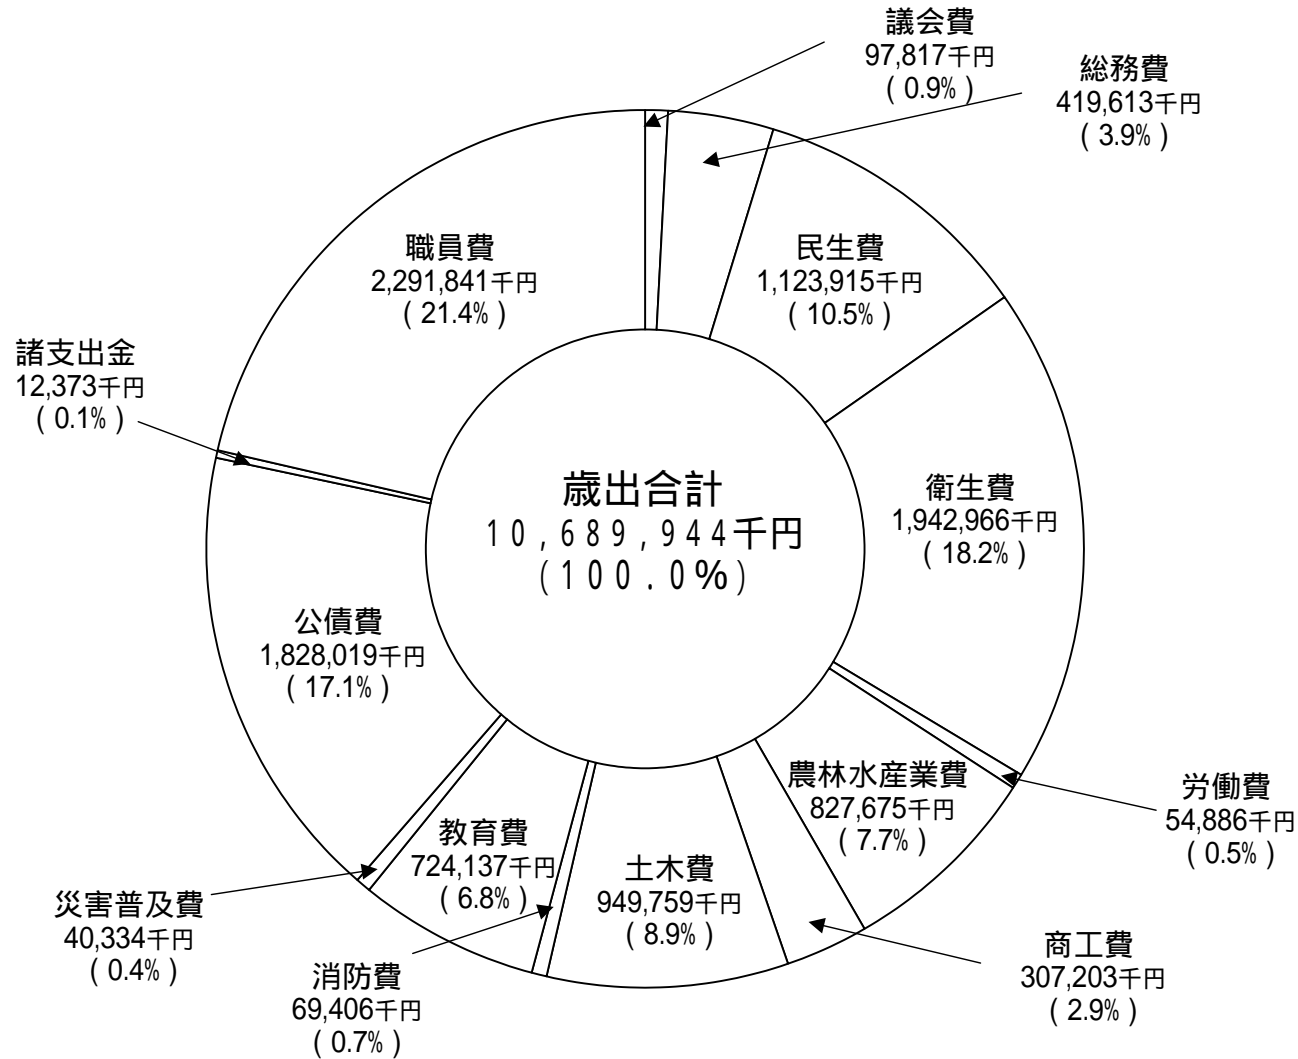 議会費
97,817千円
(0.9%)
総務費
419,613千円
(3.9%)
民生費
1,123,915千円
(10.5%)
衛生費
1,942,966千円
(18.2%)
労働費
54,886千円
(0.5%)
農林水産業費
827,675千円
(7.7%)
商工費
307,203千円
(2.9%)
土木費
949,759千円
(8.9%)
消防費
69,406千円
(0.7%)
教育費
724,137千円
(6.8%)
災害普及費
40,334千円
(0.4%)
公債費
1,828,019千円
(17.1%)
諸支出金
12,373千円
(0.1%)
職員費
2,291,841千円
(21.4%)
歳出合計
10,689,944千円
(100.0%)